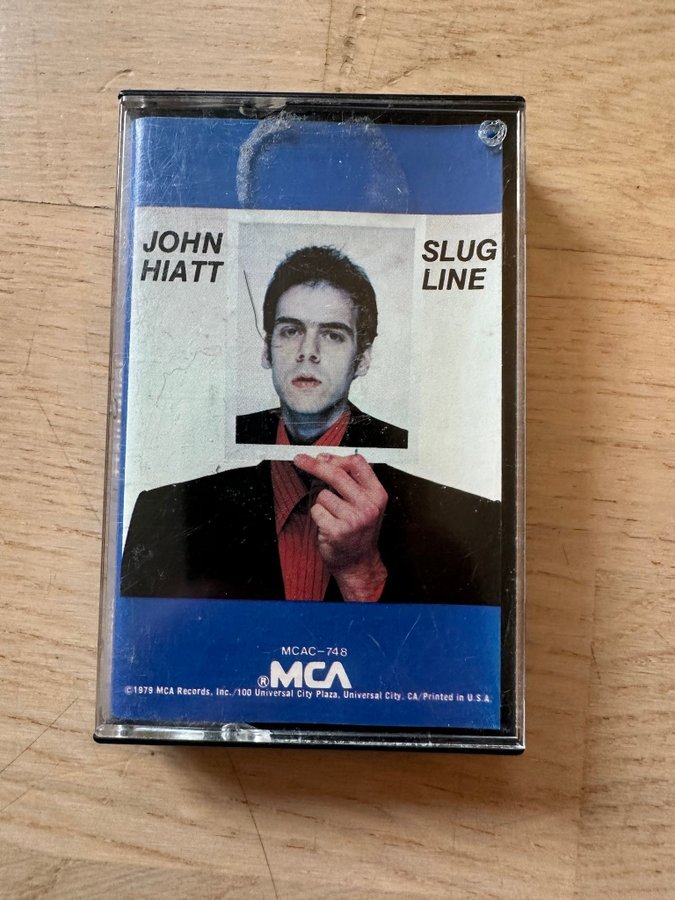 JOHN
HIATT
SLUG
LINE
MCAC-748
®MCA
©1979 MCA Records, Inc./100 Universal City Plaza, Universal City, CA/Printed in U.S.A.